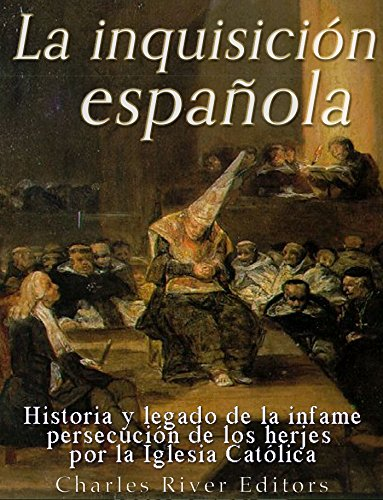 La inquisición
española
Historia y legado de la infame
persecución de los herjes
por la Iglesia Católica
Charles River Editors